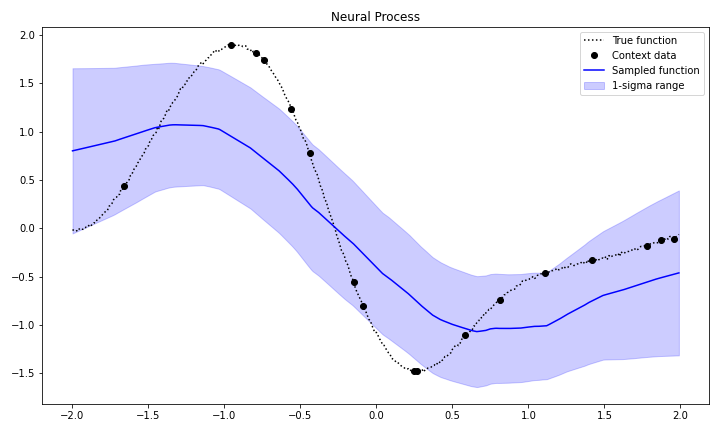 Neural Process
True function
Context data
Sampled function
1-sigma range
2.0
1.5
1.0
0.5
0.0
−0.5
−1.0
−1.5
−2.0 −1.5 −1.0 −0.5 0.0 0.5 1.0 1.5 2.0